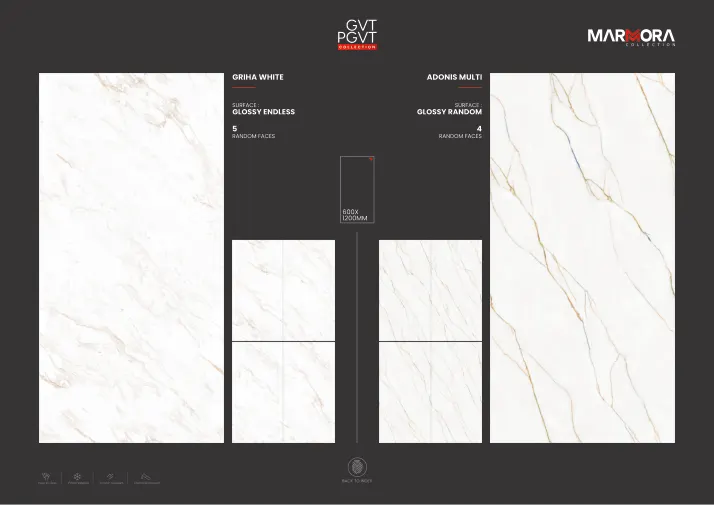 GVT
PGVT
COLLECTION
MARMORA
COLLECTION
GRIHA WHITE
SURFACE :
GLOSSY ENDLESS
5
RANDOM FACES
ADONIS MULTI
SURFACE :
GLOSSY RANDOM
4
RANDOM FACES
600X
1200MM
BACK TO INDEX